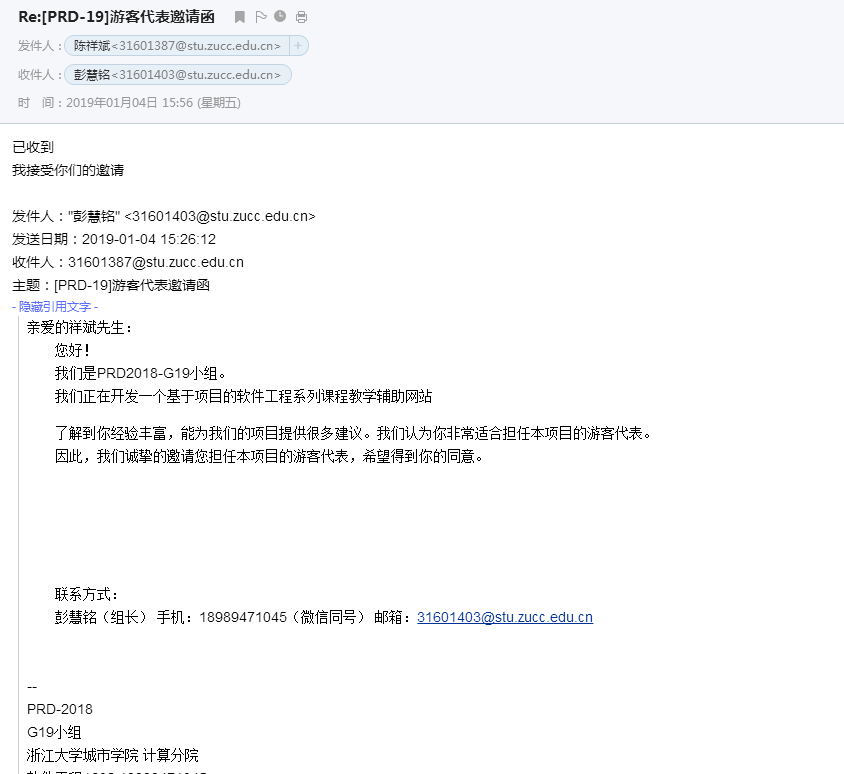 Re:[PRD-19]游客代表邀请函
发件人：陈祥斌<31601387@stu.zucc.edu.cn> +
收件人：彭慧铭<31601403@stu.zucc.edu.cn>
时 间：2019年01月04日 15:56 (星期五)
已收到
我接受你们的邀请
发件人："彭慧铭" <31601403@stu.zucc.edu.cn>
发送日期：2019-01-04 15:26:12
收件人：31601387@stu.zucc.edu.cn
主题：[PRD-19]游客代表邀请函
- 隐藏引用文字 -
亲爱的祥斌先生：
您好！
我们是PRD2018-G19小组。
我们正在开发一个基于项目的软件工程系列课程教学辅助网站
了解到你经验丰富，能为我们的项目提供很多建议。我们认为你非常适合担任本项目的游客代表。
因此，我们诚挚的邀请您担任本项目的游客代表，希望得到你的同意。
联系方式：
彭慧铭（组长） 手机：18989471045（微信同号） 邮箱：31601403@stu.zucc.edu.cn
--
PRD-2018
G19小组
浙江大学城市学院 计算分院